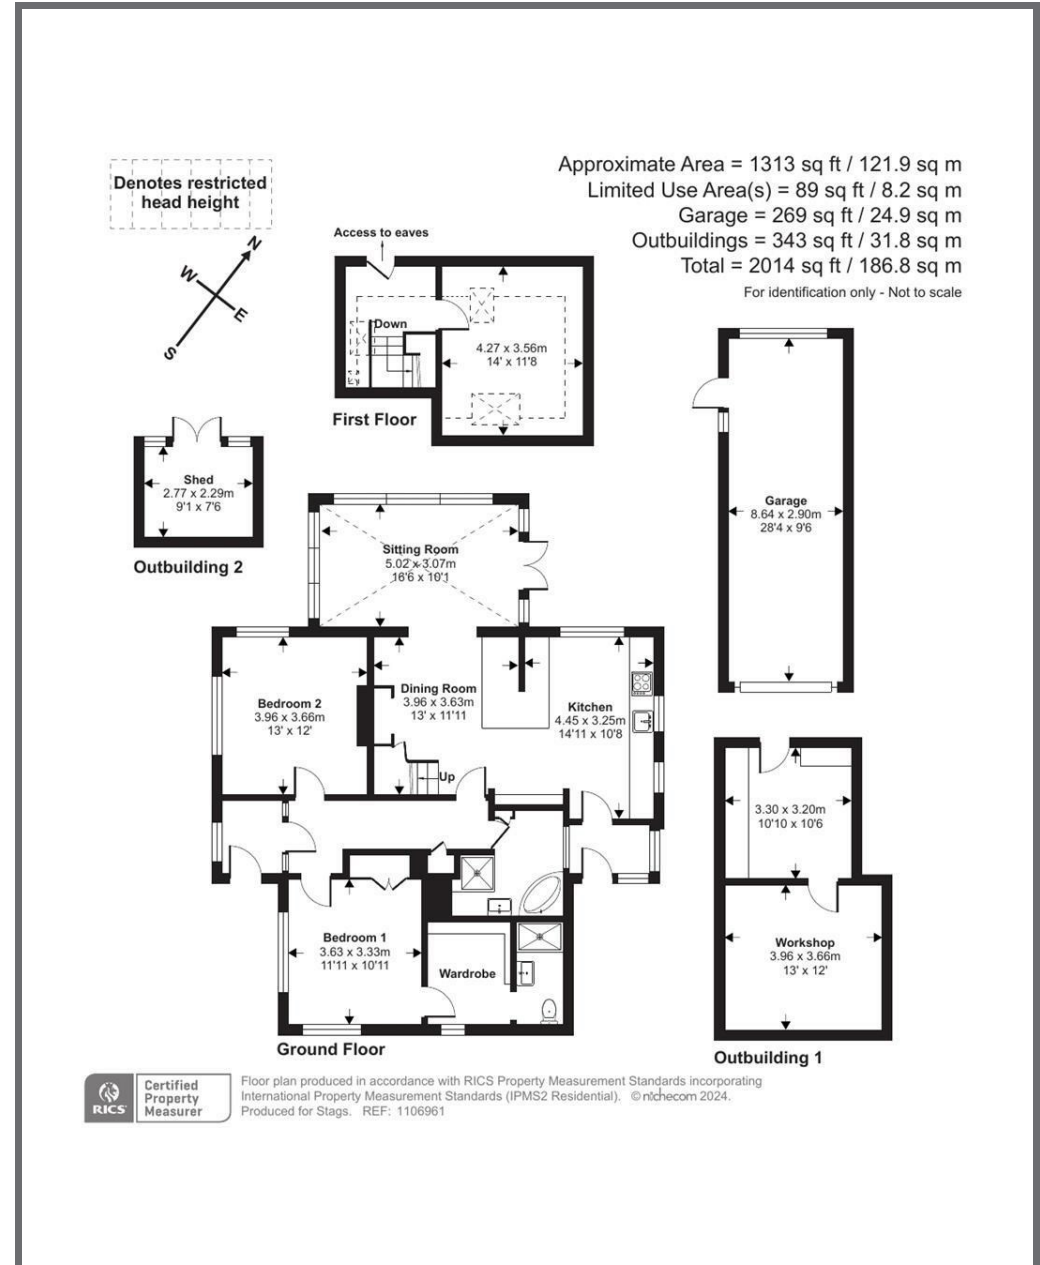 Denotes restricted
head height
N
W
E
S
Approximate Area = 1313 sq ft / 121.9 sq m
Limited Use Area(s) = 89 sq ft / 8.2 sq m
Garage = 269 sq ft / 24.9 sq m
Outbuildings = 343 sq ft / 31.8 sq m
Total = 2014 sq ft / 186.8 sq m
For identification only - Not to scale
Access to eaves
Down
4.27 x 3.56m
14' x 11'8
First Floor
Shed
2.77 x 2.29m
9'1 x 7'6
Outbuilding 2
Garage
8.64 x 2.90m
28'4 x 9'6
Sitting Room
5.02 x 3.07m
16'6 x 10'1
Bedroom 2
3.96 x 3.66m
13' x 12'
Dining Room
3.96 x 3.63m
13' x 11'11
Up
Kitchen
4.45 x 3.25m
14'11 x 10'8
Bedroom 1
3.63 x 3.33m
11'11 x 10'11
Wardrobe
Ground Floor
3.30 x 3.20m
10'10 x 10'6
Workshop
3.96 x 3.66m
13' x 12'
Outbuilding 1
RICS
Certified
Property
Measurer
Floor plan produced in accordance with RICS Property Measurement Standards incorporating
International Property Measurement Standards (IPMS2 Residential). © nichecom 2024.
Produced for Stags. REF: 1106961